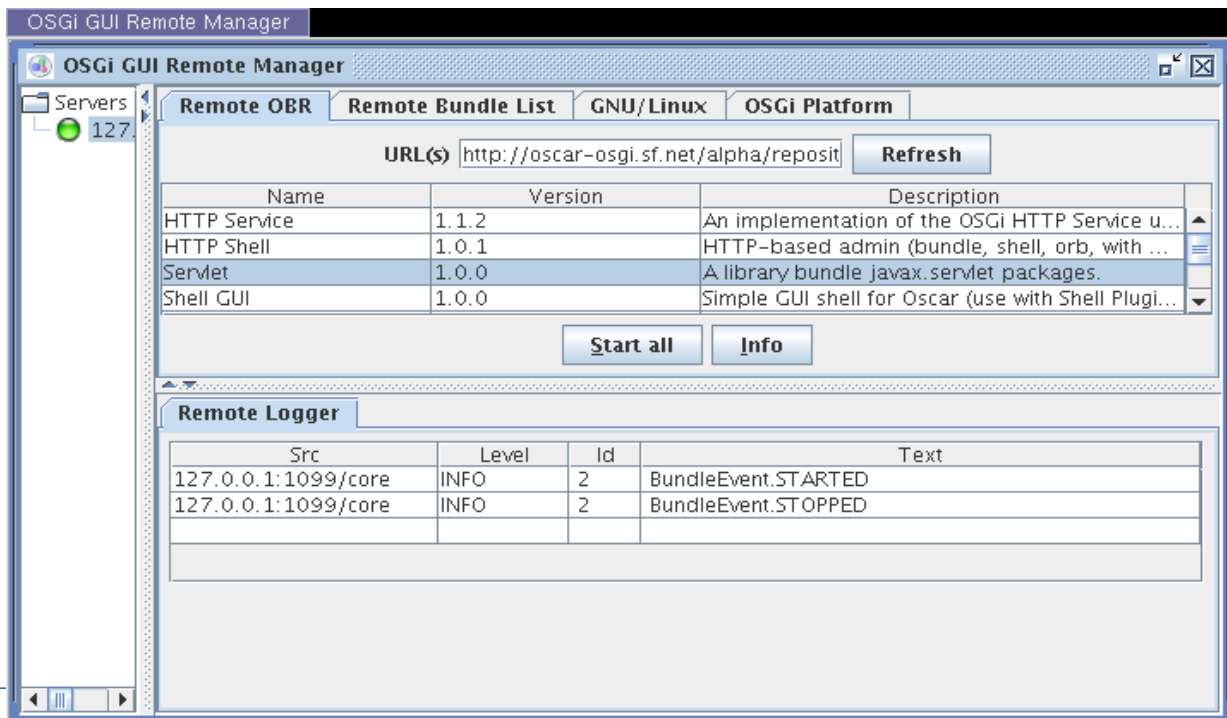 OSGi GUI Remote Manager
OSGi GUI Remote Manager
Servers
127.
Remote OBR Remote Bundle List GNU/Linux OSGi Platform
URL(s) http://oscar-osgi.sf.net/alpha/reposit Refresh
Name Version Description
HTTP Service 1.1.2 An implementation of the OSGi HTTP Service u...
HTTP Shell 1.0.1 HTTP-based admin (bundle, shell, orb, with ...
Servlet 1.0.0 A library bundle javax.servlet packages.
Shell GUI 1.0.0 Simple GUI shell for Oscar (use with Shell Plugi...
Start all Info
Remote Logger
Src Level Id Text
127.0.0.1:1099/core INFO 2 BundleEvent.STARTED
127.0.0.1:1099/core INFO 2 BundleEvent.STOPPED